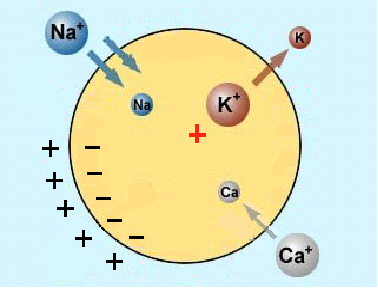 Na+
K
Na
K+
+
+ −
+ −
Ca
+ −
+ −
+ −
Ca+